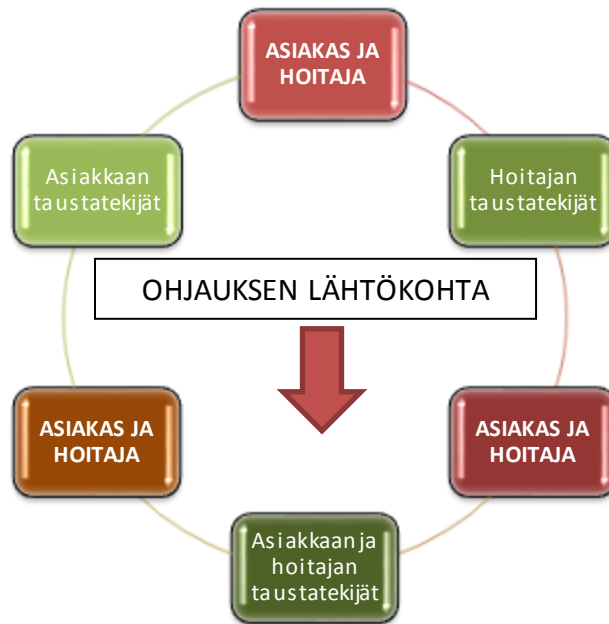 ASIAKAS JA
HOITAJA
Asiakkaan
taustatekijät
Hoitajan
taustatekijät
OHJAUKSEN LÄHTÖKOHTA
ASIAKAS JA
HOITAJA
ASIAKAS JA
HOITAJA
Asiakkaan ja
hoitajan
taustatekijät